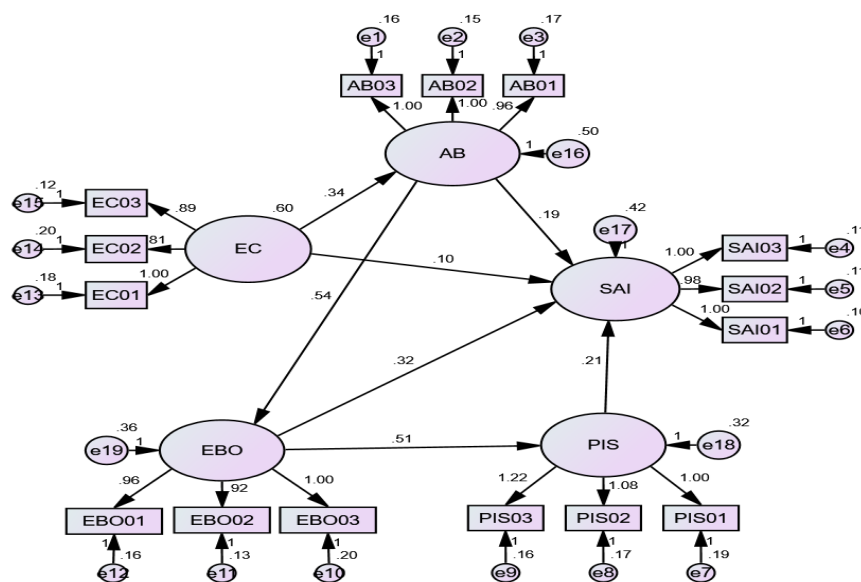 .16 .15 .17
e1 e2 e3
1 1 1
AB03 AB02 AB01
1.00 1.00 .96
.50
AB 1 e16
.12
e15 1 EC03 .89 .60 .34 .19 .42
e17
.20
e14 1 EC02 .81 EC .10 1.00 SAI03 1 e4
.18
e13 1 EC01 1.00 SAI .98 SAI02 1 e5
1.00 SAI01 1 e6
.54
.32 .21
.36 .32
e19 1 EBO .51 PIS 1 e18
.96 .92 1.00 1.22 1.08 1.00
EBO01 EBO02 EBO03 PIS03 PIS02 PIS01
1 1 1 1 1 1
.16 .13 .20 .16 .17 .19
e12 e11 e10 e9 e8 e7